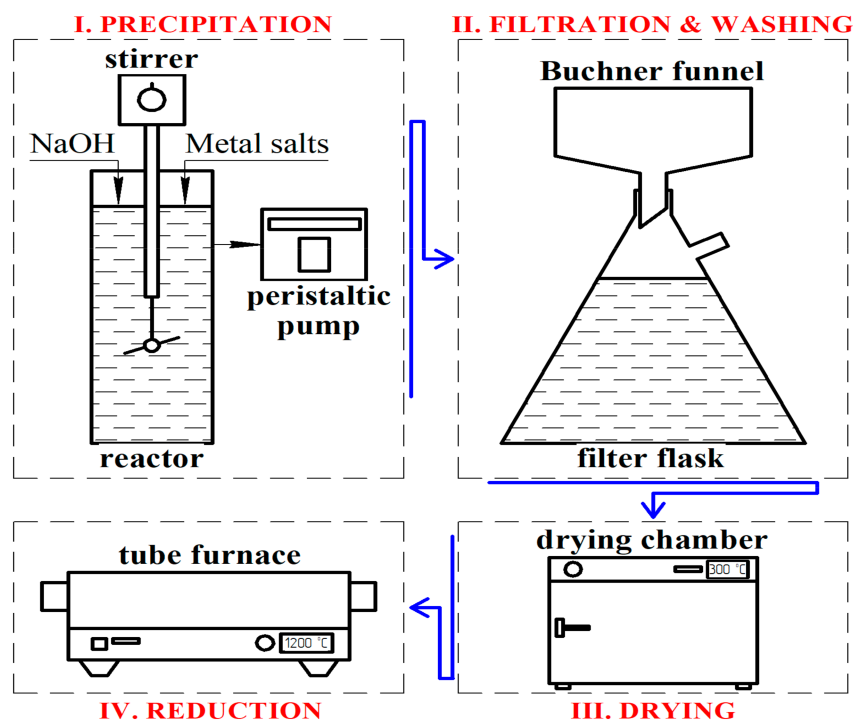 I. PRECIPITATION
stirrer
NaOH
Metal salts
peristaltic
pump
reactor
II. FILTRATION & WASHING
Buchner funnel
filter flask
drying chamber
300 °C
III. DRYING
tube furnace
1200 °C
IV. REDUCTION